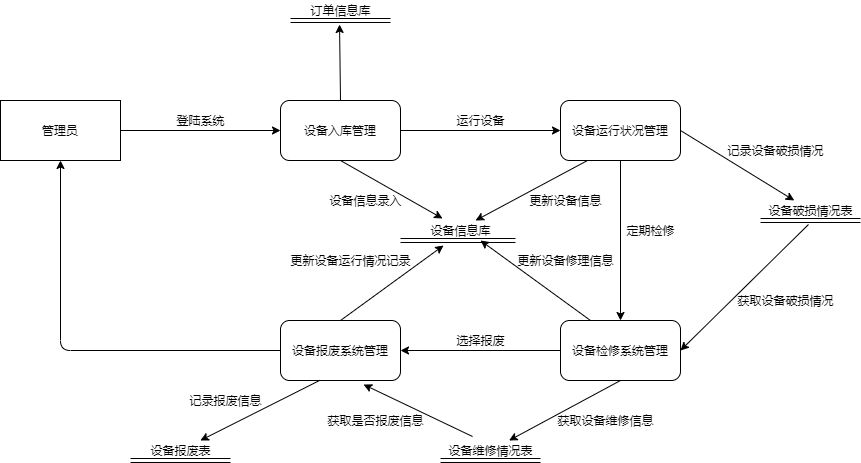 订单信息库
管理员
登陆系统
设备入库管理
运行设备
设备运行状况管理
记录设备破损情况
设备信息录入
更新设备信息
设备破损情况表
设备信息库
定期检修
更新设备运行情况记录
更新设备修理信息
获取设备破损情况
设备报废系统管理
选择报废
设备检修系统管理
记录报废信息
获取是否报废信息
获取设备维修信息
设备报废表
设备维修情况表